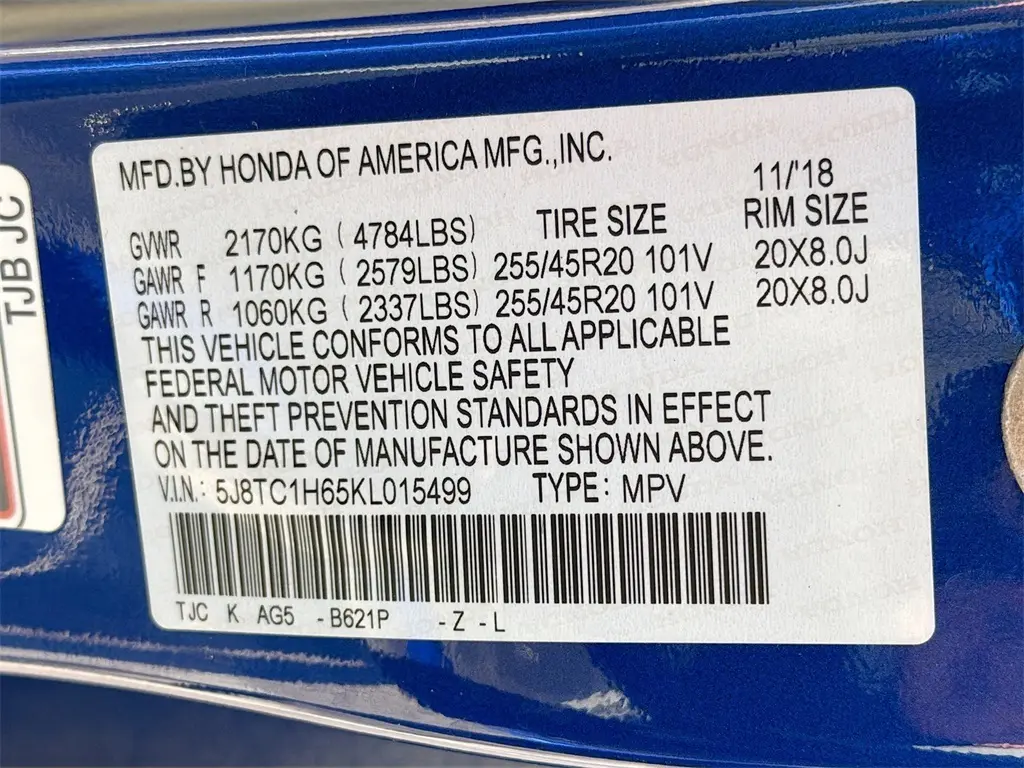 TJB JC
MFD.BY HONDA OF AMERICA MFG.,INC.
11/'18
GVWR 2170KG ( 4784LBS) TIRE SIZE RIM SIZE
GAWR F 1170KG ( 2579LBS) 255/45R20 101V 20X8.0J
GAWR R 1060KG ( 2337LBS) 255/45R20 101V 20X8.0J
THIS VEHICLE CONFORMS TO ALL APPLICABLE
FEDERAL MOTOR VEHICLE SAFETY
AND THEFT PREVENTION STANDARDS IN EFFECT
ON THE DATE OF MANUFACTURE SHOWN ABOVE.
V.I.N.: 5J8TC1H65KL015499 TYPE: MPV
TJC K AG5 -B621P -Z -L